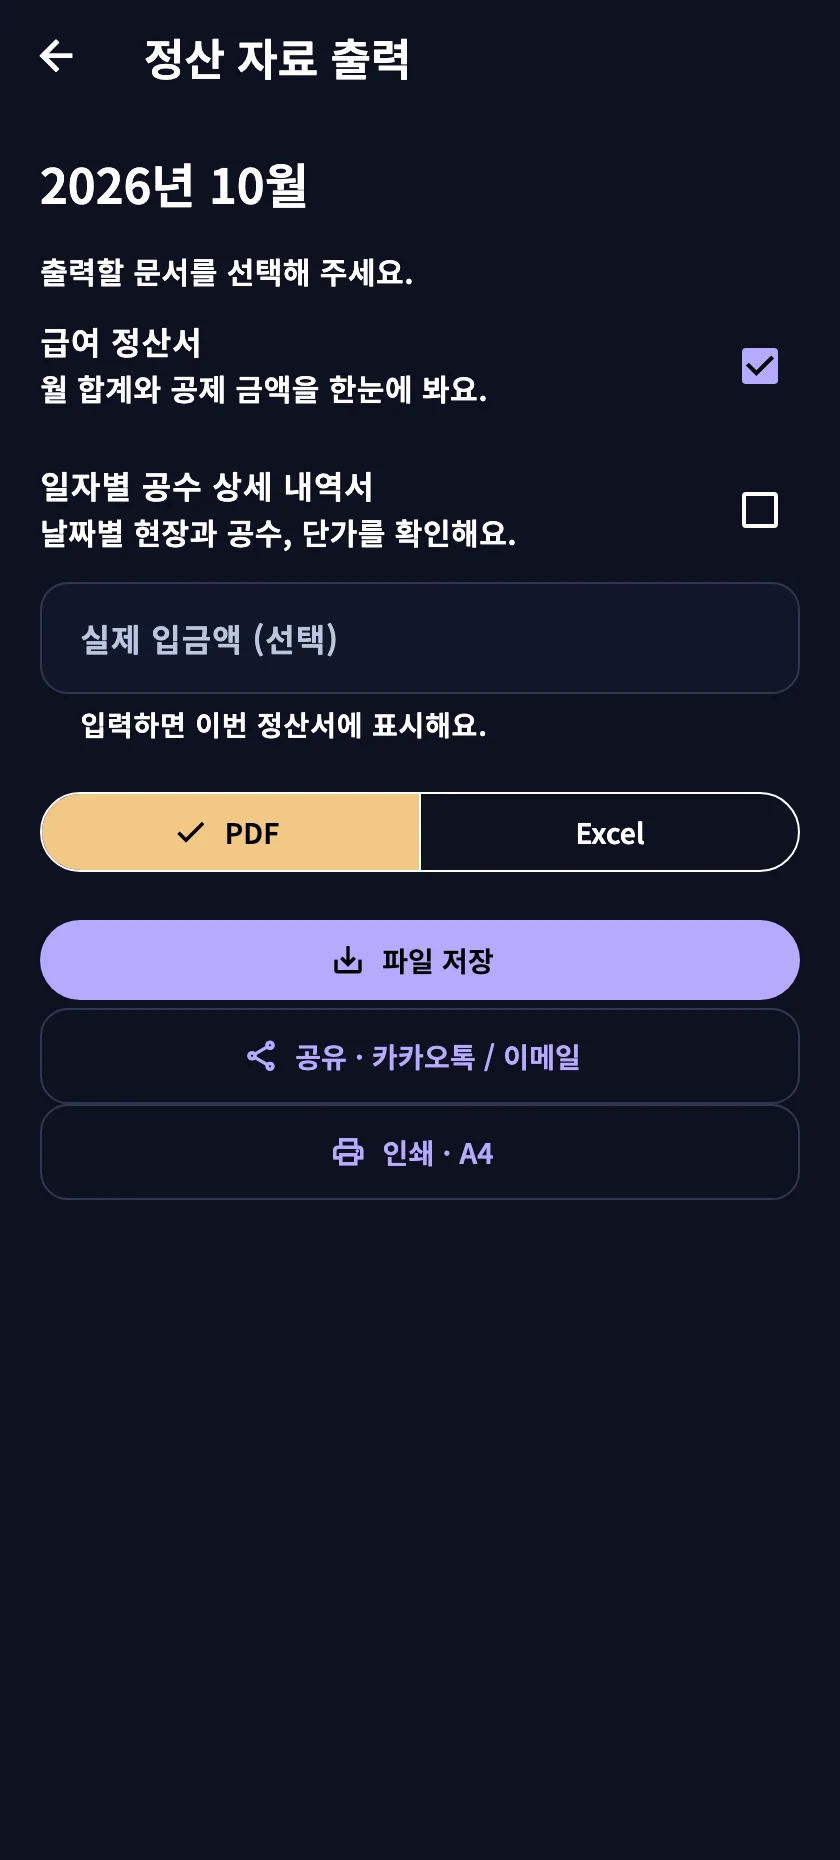 정산 자료 출력
2026년 10월
출력할 문서를 선택해 주세요.
급여 정산서
월 합계와 공제 금액을 한눈에 봐요.
일자별 공수 상세 내역서
날짜별 현장과 공수, 단가를 확인해요.
실제 입금액 (선택)
입력하면 이번 정산서에 표시해요.
PDF
Excel
파일 저장
공유 · 카카오톡 / 이메일
인쇄 · A4